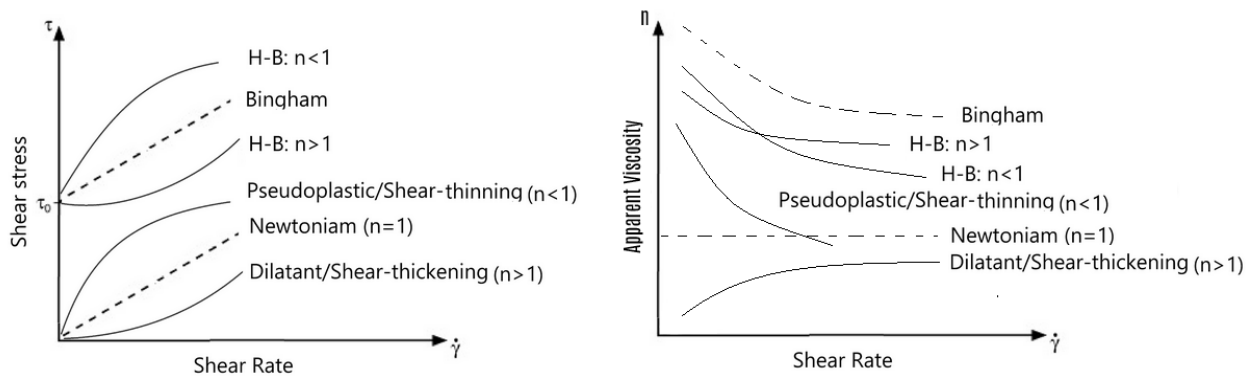 τ
H-B: n<1
Bingham
H-B: n>1
Pseudoplastic/Shear-thinning (n<1)
Newtoniam (n=1)
Dilatant/Shear-thickening (n>1)
τ₀
Shear stress
Shear Rate
γ̇
n
Bingham
H-B: n>1
H-B: n<1
Pseudoplastic/Shear-thinning (n<1)
Newtoniam (n=1)
Dilatant/Shear-thickening (n>1)
Apparent Viscosity
Shear Rate
γ̇